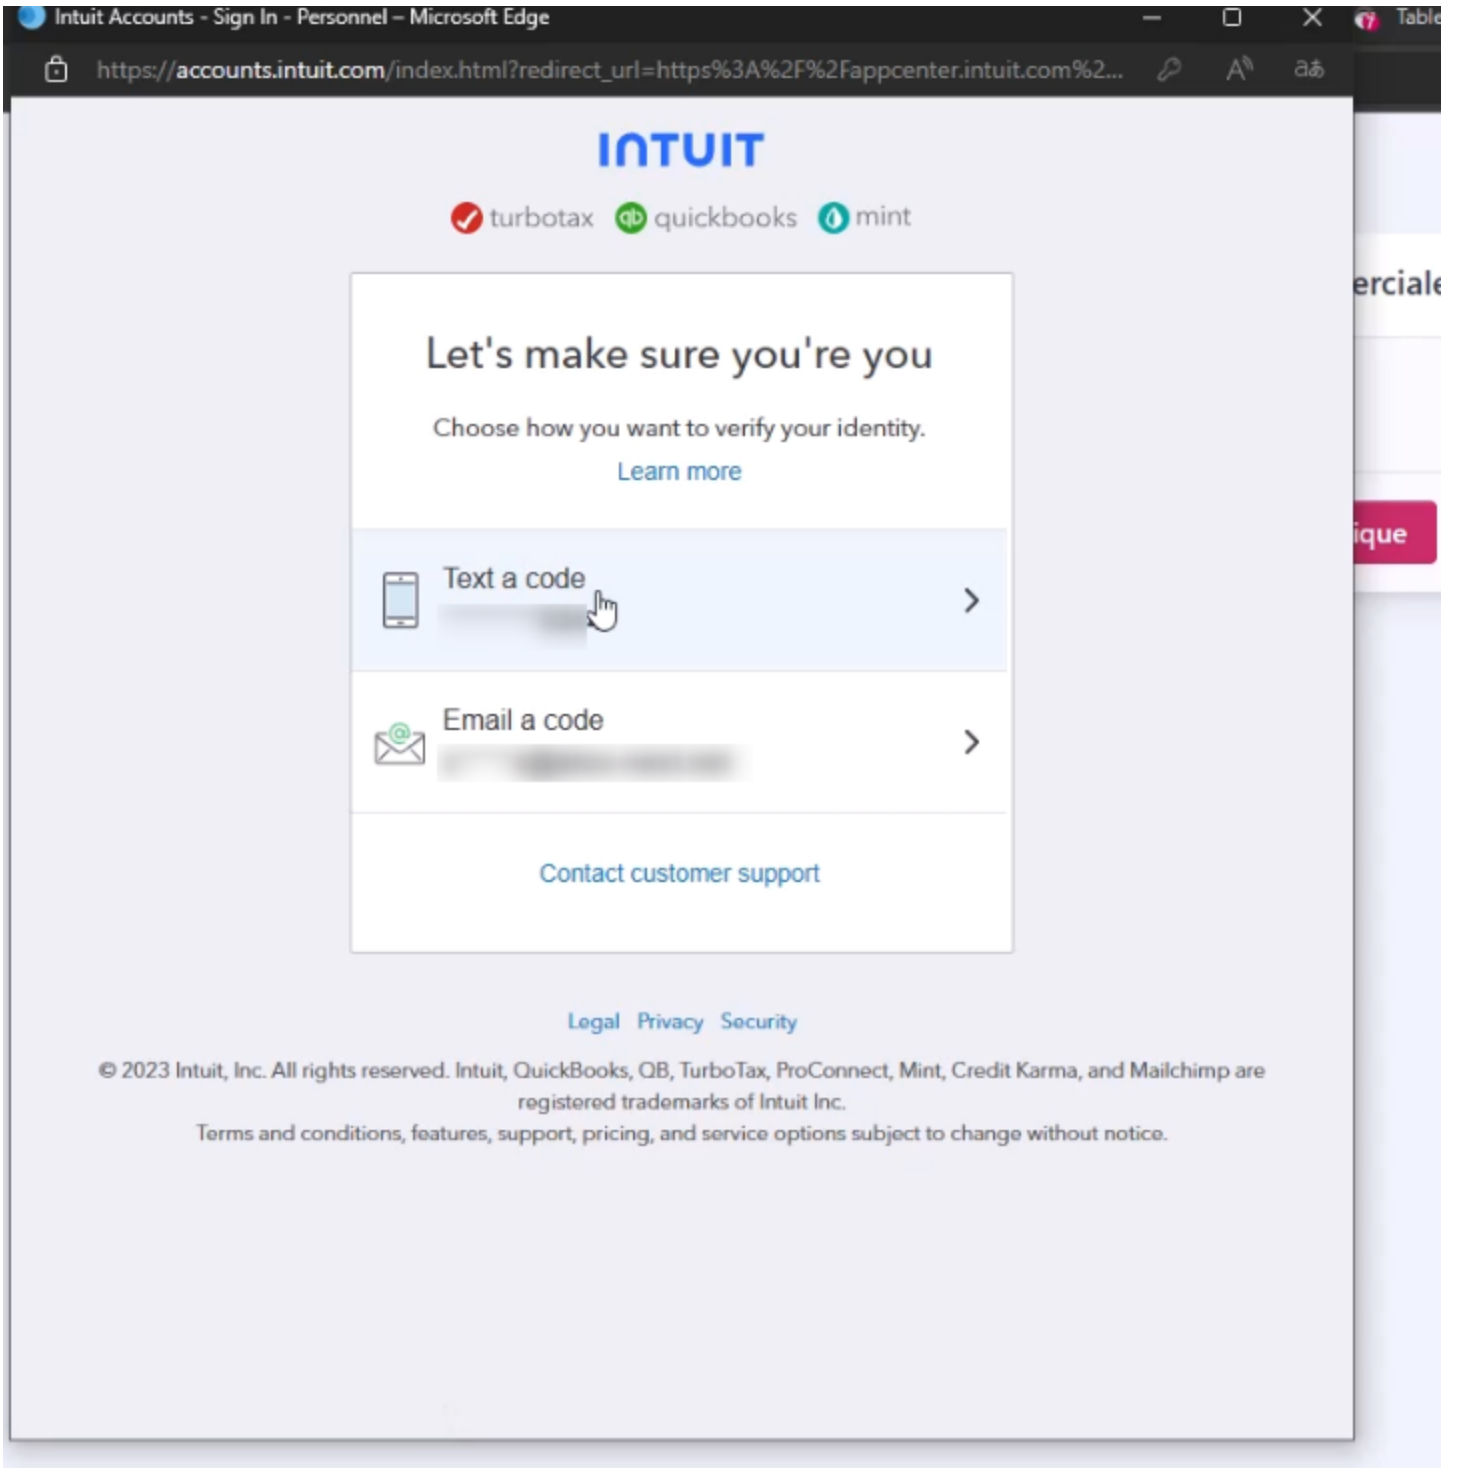 Intuit Accounts - Sign In - Personnel – Microsoft Edge
Table
https://accounts.intuit.com/index.html?redirect_url=https%3A%2F%2Fappcenter.intuit.com%2...
INTUIT
turbotax quickbooks mint
erciale
Let's make sure you're you
Choose how you want to verify your identity.
Learn more
ique
Text a code
Email a code
Contact customer support
Legal Privacy Security
© 2023 Intuit, Inc. All rights reserved. Intuit, QuickBooks, QB, TurboTax, ProConnect, Mint, Credit Karma, and Mailchimp are
registered trademarks of Intuit Inc.
Terms and conditions, features, support, pricing, and service options subject to change without notice.